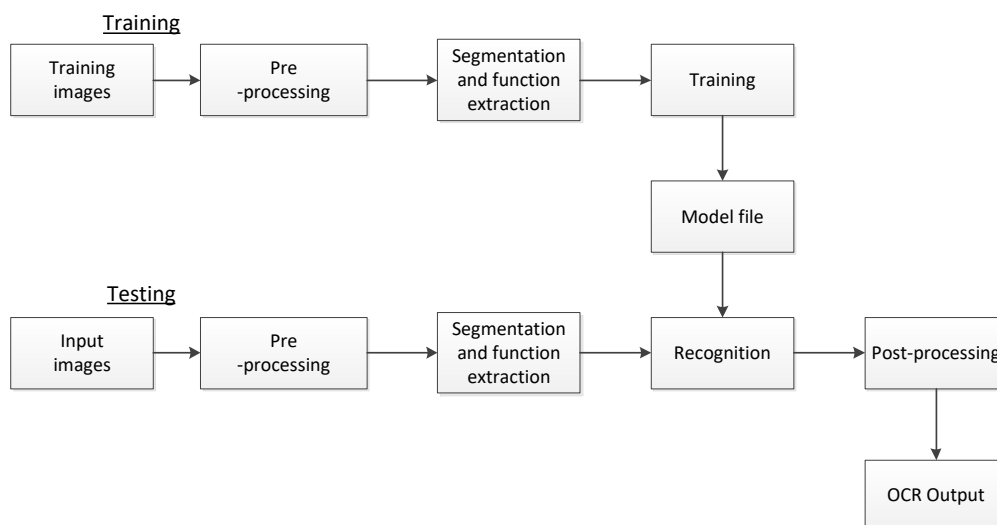 Training
Training
images
Pre
-processing
Segmentation
and function
extraction
Training
Model file
Testing
Input
images
Pre
-processing
Segmentation
and function
extraction
Recognition
Post-processing
OCR Output